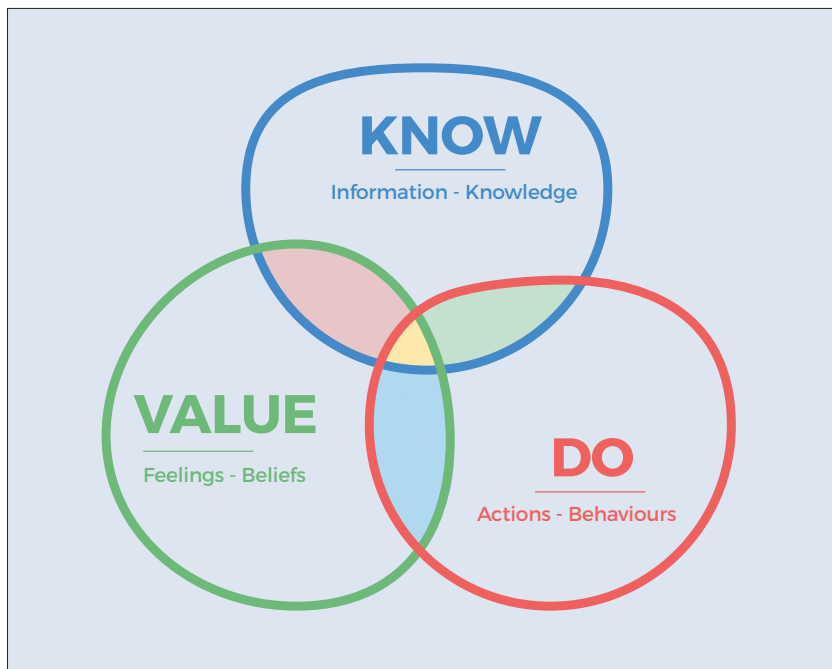 KNOW
Information - Knowledge
VALUE
Feelings - Beliefs
DO
Actions - Behaviours